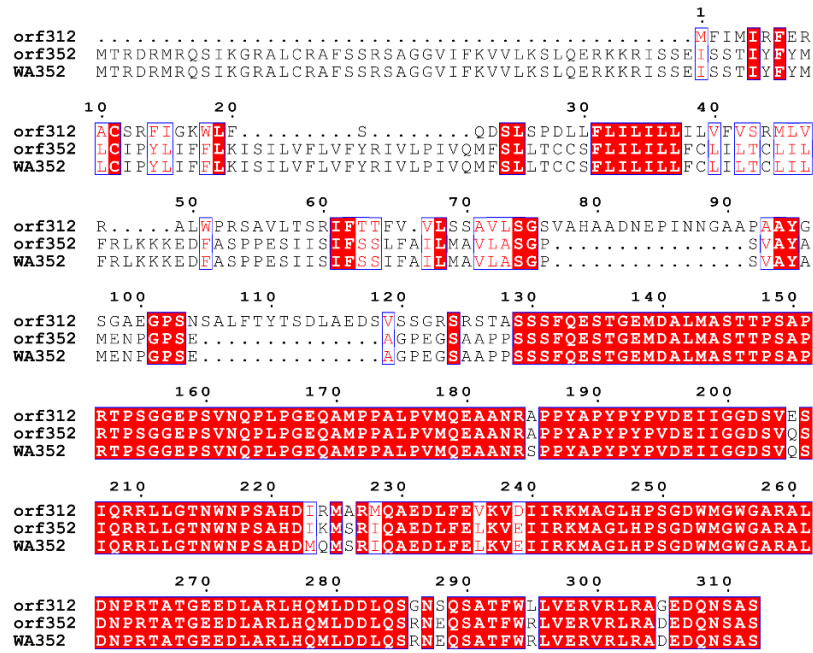 1
orf312 ..............................................MFIMIRFER
orf352 MTRDRMRQSIKGRALCRAFSSRSAGGVIFKVVLKSLQERKKRISSEISSTIYFYM
WA352 MTRDRMRQSIKGRALCRAFSSRSAGGVIFKVVLKSLQERKKRISSEISSTIYFYM
10 20 30 40
orf312 ACSRFIGKWLF.........S........QDSLSPDLLFLILILLILVFVSRMLV
orf352 LCIPYLIFFLKISILVFLVFYRIVLPIVQMFSLLTCCSFLILILLFCLILTCLIL
WA352 LCIPYLIFFLKISILVFLVFYRIVLPIVQMFSLLTCCSFLILILLFCLILTCLIL
50 60 70 80 90
orf312 R.....ALWPRSAVLTSRIFTTFV.VLSSAVLSGSVAHAADNEPINNGAAPAAYG
orf352 FRLKKKEDFASPPESIISIFSSLFAILMAVLASGP...............SVAYA
WA352 FRLKKKEDFASPPESIISIFSSIFAILMAVLASGP...............SVAYA
100 110 120 130 140 150
orf312 SGAEGPSNSALFTYTSDLAEDSVSSGRSRSTASSSFQESTGEMDALMASTTPSAP
orf352 MENPGPSE..............AGPEGSAAPPSSSFQESTGEMDALMASTTPSAP
WA352 MENPGPSE..............AGPEGSAAPPSSSFQESTGEMDALMASTTPSAP
160 170 180 190 200
orf312 RTPSGGEPSVNQPLPGEQAMPPALPVMQEAANRAPPYAPYPYPVDEIIGGDSVES
orf352 RTPSGGEPSVNQPLPGEQAMPPALPVMQEAANRAPPYAPYPYPVDEIIGGDSVQS
WA352 RTPSGGEPSVNQPLPGEQAMPPALPVMQEAANRSPPYAPYPYPVDEIIGGDSVQS
210 220 230 240 250 260
orf312 IQRRLLGTNWNPSAHDIRMARMQAEDLFEVKVDIIRKMAGLHPSGDWMGWGARAL
orf352 IQRRLLGTNWNPSAHDIKMSRIQAEDLFELKVEIIRKMAGLHPSGDWMGWGARAL
WA352 IQRRLLGTNWNPSAHDMQMSRIQAEDLFELKVEIIRKMAGLHPSGDWMGWGARAL
270 280 290 300 310
orf312 DNPRTATGEEDLARLHQMLDDLQSGNSQSATFWLLVERVRLRAGEDQNSAS
orf352 DNPRTATGEEDLARLHQMLDDLQSRNEQSATFWRLVERVRLRADEDQNSAS
WA352 DNPRTATGEEDLARLHQMLDDLQSRNEQSATFWRLVERVRLRADEDQNSAS